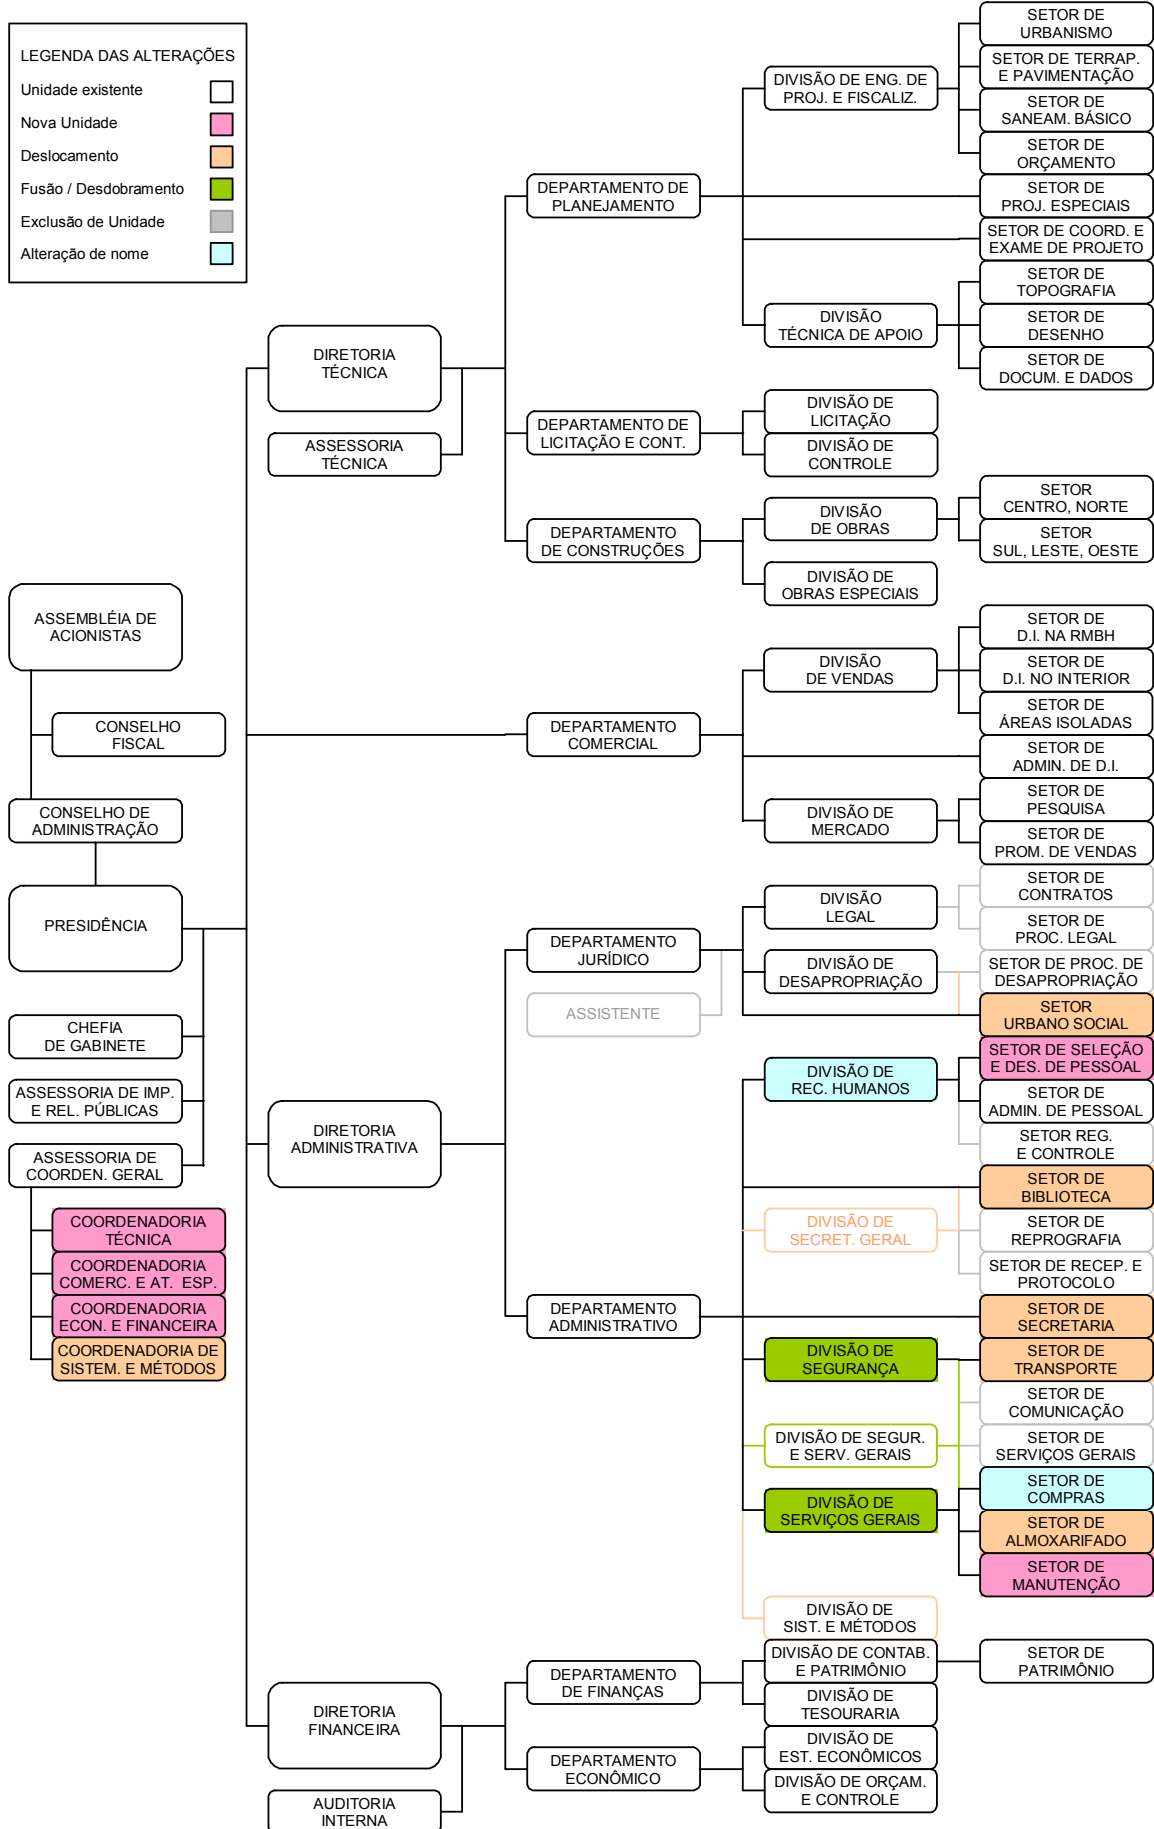 LEGENDA DAS ALTERAÇÕES
Unidade existente
Nova Unidade
Deslocamento
Fusão / Desdobramento
Exclusão de Unidade
Alteração de nome
ASSEMBLÉIA DE
ACIONISTAS
CONSELHO
FISCAL
CONSELHO DE
ADMINISTRAÇÃO
PRESIDÊNCIA
CHEFIA
DE GABINETE
ASSESSORIA DE IMP.
E REL. PÚBLICAS
ASSESSORIA DE
COORDEN. GERAL
COORDENADORIA
TÉCNICA
COORDENADORIA
COMERC. E AT. ESP.
COORDENADORIA
ECON. E FINANCEIRA
COORDENADORIA DE
SISTEM. E MÉTODOS
DIRETORIA
TÉCNICA
ASSESSORIA
TÉCNICA
DEPARTAMENTO DE
PLANEJAMENTO
DIVISÃO DE ENG. DE
PROJ. E FISCALIZ.
SETOR DE
URBANISMO
SETOR DE TERRAP.
E PAVIMENTAÇÃO
SETOR DE
SANEAM. BÁSICO
SETOR DE
ORÇAMENTO
SETOR DE
PROJ. ESPECIAIS
SETOR DE COORD. E
EXAME DE PROJETO
DIVISÃO
TÉCNICA DE APOIO
SETOR DE
TOPOGRAFIA
SETOR DE
DESENHO
SETOR DE
DOCUM. E DADOS
DEPARTAMENTO DE
LICITAÇÃO E CONT.
DIVISÃO DE
LICITAÇÃO
DIVISÃO DE
CONTROLE
DEPARTAMENTO
DE CONSTRUÇÕES
DIVISÃO
DE OBRAS
SETOR
CENTRO, NORTE
SETOR
SUL, LESTE, OESTE
DIVISÃO DE
OBRAS ESPECIAIS
DEPARTAMENTO
COMERCIAL
DIVISÃO
DE VENDAS
SETOR DE
D.I. NA RMBH
SETOR DE
D.I. NO INTERIOR
SETOR DE
ÁREAS ISOLADAS
SETOR DE
ADMIN. DE D.I.
DIVISÃO DE
MERCADO
SETOR DE
PESQUISA
SETOR DE
PROM. DE VENDAS
DIRETORIA
ADMINISTRATIVA
DEPARTAMENTO
JURÍDICO
ASSISTENTE
DIVISÃO
LEGAL
SETOR DE
CONTRATOS
SETOR DE
PROC. LEGAL
DIVISÃO DE
DESAPROPRIAÇÃO
SETOR DE PROC. DE
DESAPROPRIAÇÃO
SETOR
URBANO SOCIAL
DEPARTAMENTO
ADMINISTRATIVO
DIVISÃO DE
REC. HUMANOS
SETOR DE SELEÇÃO
E DES. DE PESSOAL
SETOR DE
ADMIN. DE PESSOAL
SETOR REG.
E CONTROLE
SETOR DE
BIBLIOTECA
DIVISÃO DE
SECRET. GERAL
SETOR DE
REPROGRAFIA
SETOR DE RECEP. E
PROTOCOLO
SETOR DE
SECRETARIA
DIVISÃO DE
SEGURANÇA
SETOR DE
TRANSPORTE
SETOR DE
COMUNICAÇÃO
DIVISÃO DE SEGUR.
E SERV. GERAIS
SETOR DE
SERVIÇOS GERAIS
DIVISÃO DE
SERVIÇOS GERAIS
SETOR DE
COMPRAS
SETOR DE
ALMOXARIFADO
SETOR DE
MANUTENÇÃO
DIVISÃO DE
SIST. E MÉTODOS
DIRETORIA
FINANCEIRA
AUDITORIA
INTERNA
DEPARTAMENTO
DE FINANÇAS
DIVISÃO DE CONTAB.
E PATRIMÔNIO
SETOR DE
PATRIMÔNIO
DIVISÃO DE
TESOURARIA
DEPARTAMENTO
ECONÔMICO
DIVISÃO DE
EST. ECONÔMICOS
DIVISÃO DE ORÇAM.
E CONTROLE